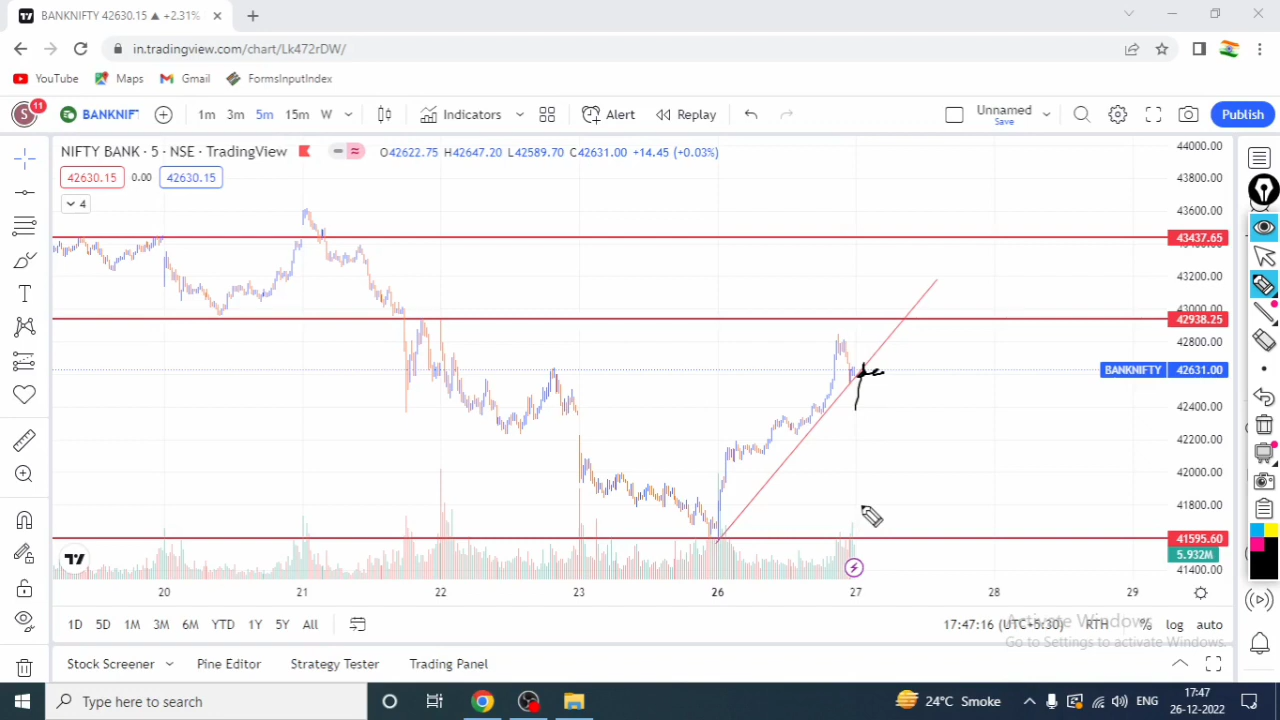 BANKNIFTY 42630.15 ▲ +2.31%
in.tradingview.com/chart/Lk472rDW/
YouTube Maps Gmail FormsInputIndex
S 11 BANKNIFT 1m 3m 5m 15m W Indicators Alert Replay Unnamed Save Publish
NIFTY BANK · 5 · NSE · TradingView O42622.75 H42647.20 L42589.70 C42631.00 +14.45 (+0.03%)
42630.15 0.00 42630.15
4
44000.00
43800.00
43600.00
43437.65
43200.00
43000.00
42938.25
42800.00
BANKNIFTY 42631.00
42400.00
42200.00
42000.00
41800.00
41595.60
5.932M
41400.00
20 21 22 23 26 27 28 29
1D 5D 1M 3M 6M YTD 1Y 5Y All 17:47:16 (UTC+5:30) RTH % log auto
Activate Windows
Go to Settings to activate Windows.
Stock Screener Pine Editor Strategy Tester Trading Panel
Type here to search 24°C Smoke ENG 17:47
26-12-2022